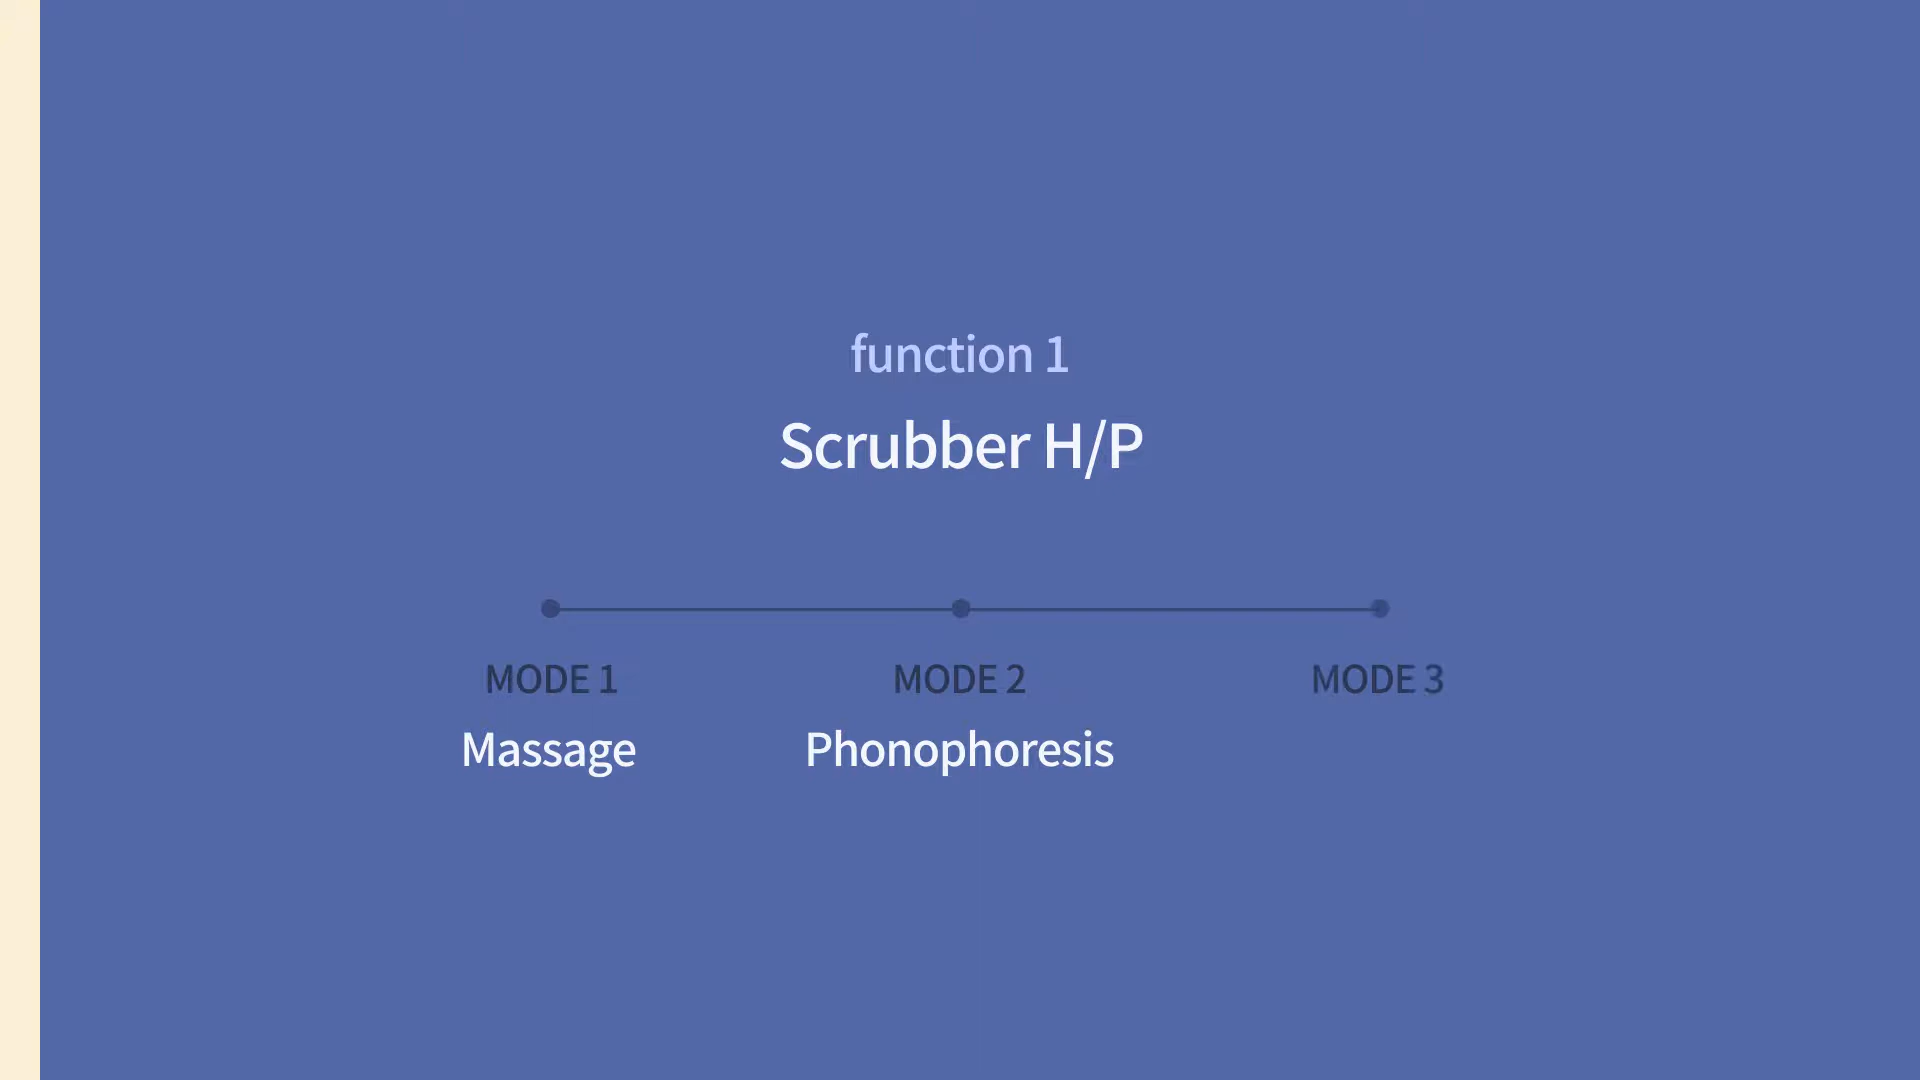 function 1
Scrubber H/P
MODE 1 MODE 2 MODE 3
Massage Phonophoresis